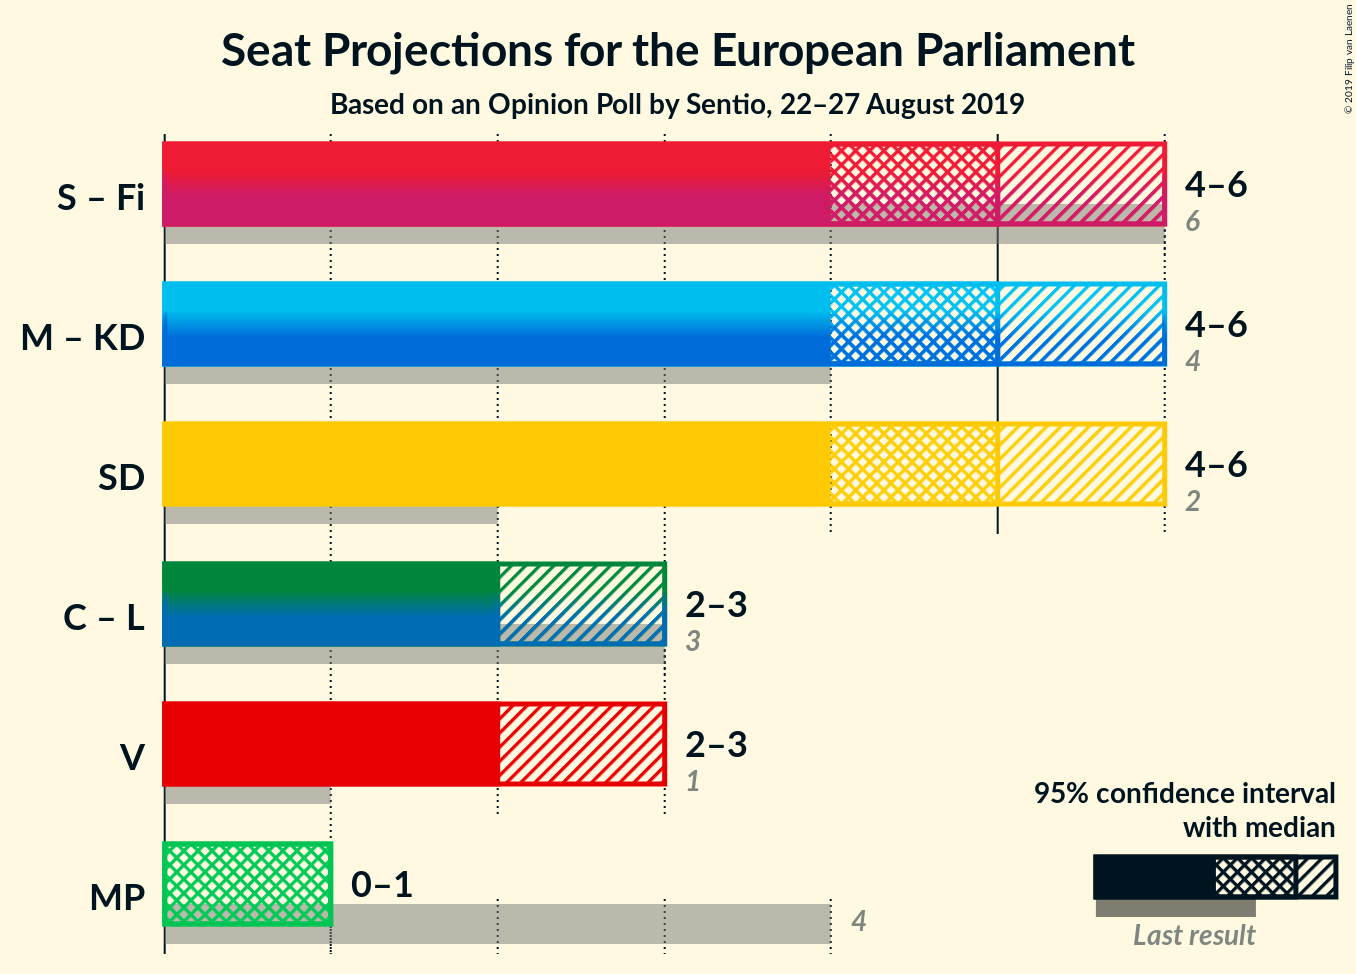 Seat Projections for the European Parliament
Based on an Opinion Poll by Sentio, 22–27 August 2019
© 2019 Filip van Laenen
S – Fi
4–6
6
M – KD
4–6
4
SD
4–6
2
C – L
2–3
3
V
2–3
1
MP
0–1
4
95% confidence interval
with median
Last result